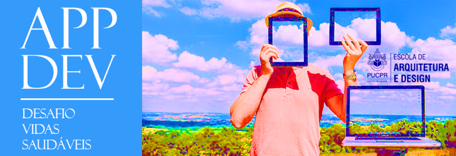 APP
DEV
DESAFIO
VIDAS
SAUDÁVEIS
PUCPR
ESCOLA DE
ARQUITETURA
E DESIGN